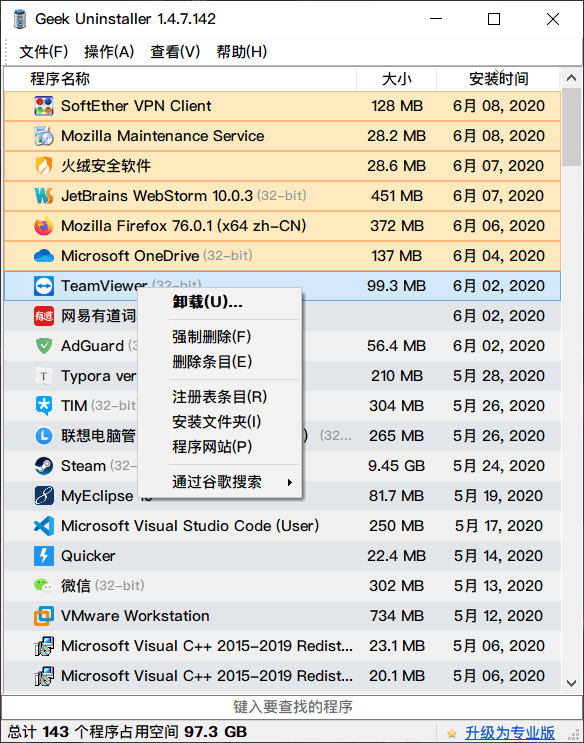 Geek Uninstaller 1.4.7.142
文件(F) 操作(A) 查看(V) 帮助(H)
程序名称 大小 安装时间
SoftEther VPN Client 128 MB 6月 08, 2020
Mozilla Maintenance Service 28.2 MB 6月 08, 2020
火绒安全软件 28.6 MB 6月 07, 2020
JetBrains WebStorm 10.0.3 (32-bit) 451 MB 6月 07, 2020
Mozilla Firefox 76.0.1 (x64 zh-CN) 372 MB 6月 06, 2020
Microsoft OneDrive (32-bit) 137 MB 6月 04, 2020
TeamViewer (32-bit) 99.3 MB 6月 02, 2020
卸载(U)...
网易有道词 6月 02, 2020
强制删除(F)
AdGuard 56.4 MB 6月 02, 2020
删除条目(E)
T Typora ver 210 MB 5月 28, 2020
注册表条目(R)
TIM (32-bit 304 MB 5月 26, 2020
安装文件夹(I)
联想电脑管 ) (32... 265 MB 5月 26, 2020
程序网站(P)
Steam (32- 9.45 GB 5月 24, 2020
通过谷歌搜索
MyEclipse 81.7 MB 5月 19, 2020
Microsoft Visual Studio Code (User) 250 MB 5月 17, 2020
Quicker 22.4 MB 5月 14, 2020
微信 (32-bit) 302 MB 5月 13, 2020
VMware Workstation 734 MB 5月 12, 2020
Microsoft Visual C++ 2015-2019 Redist... 23.1 MB 5月 06, 2020
Microsoft Visual C++ 2015-2019 Redist... 20.1 MB 5月 06, 2020
键入要查找的程序
总计 143 个程序占用空间 97.3 GB 升级为专业版